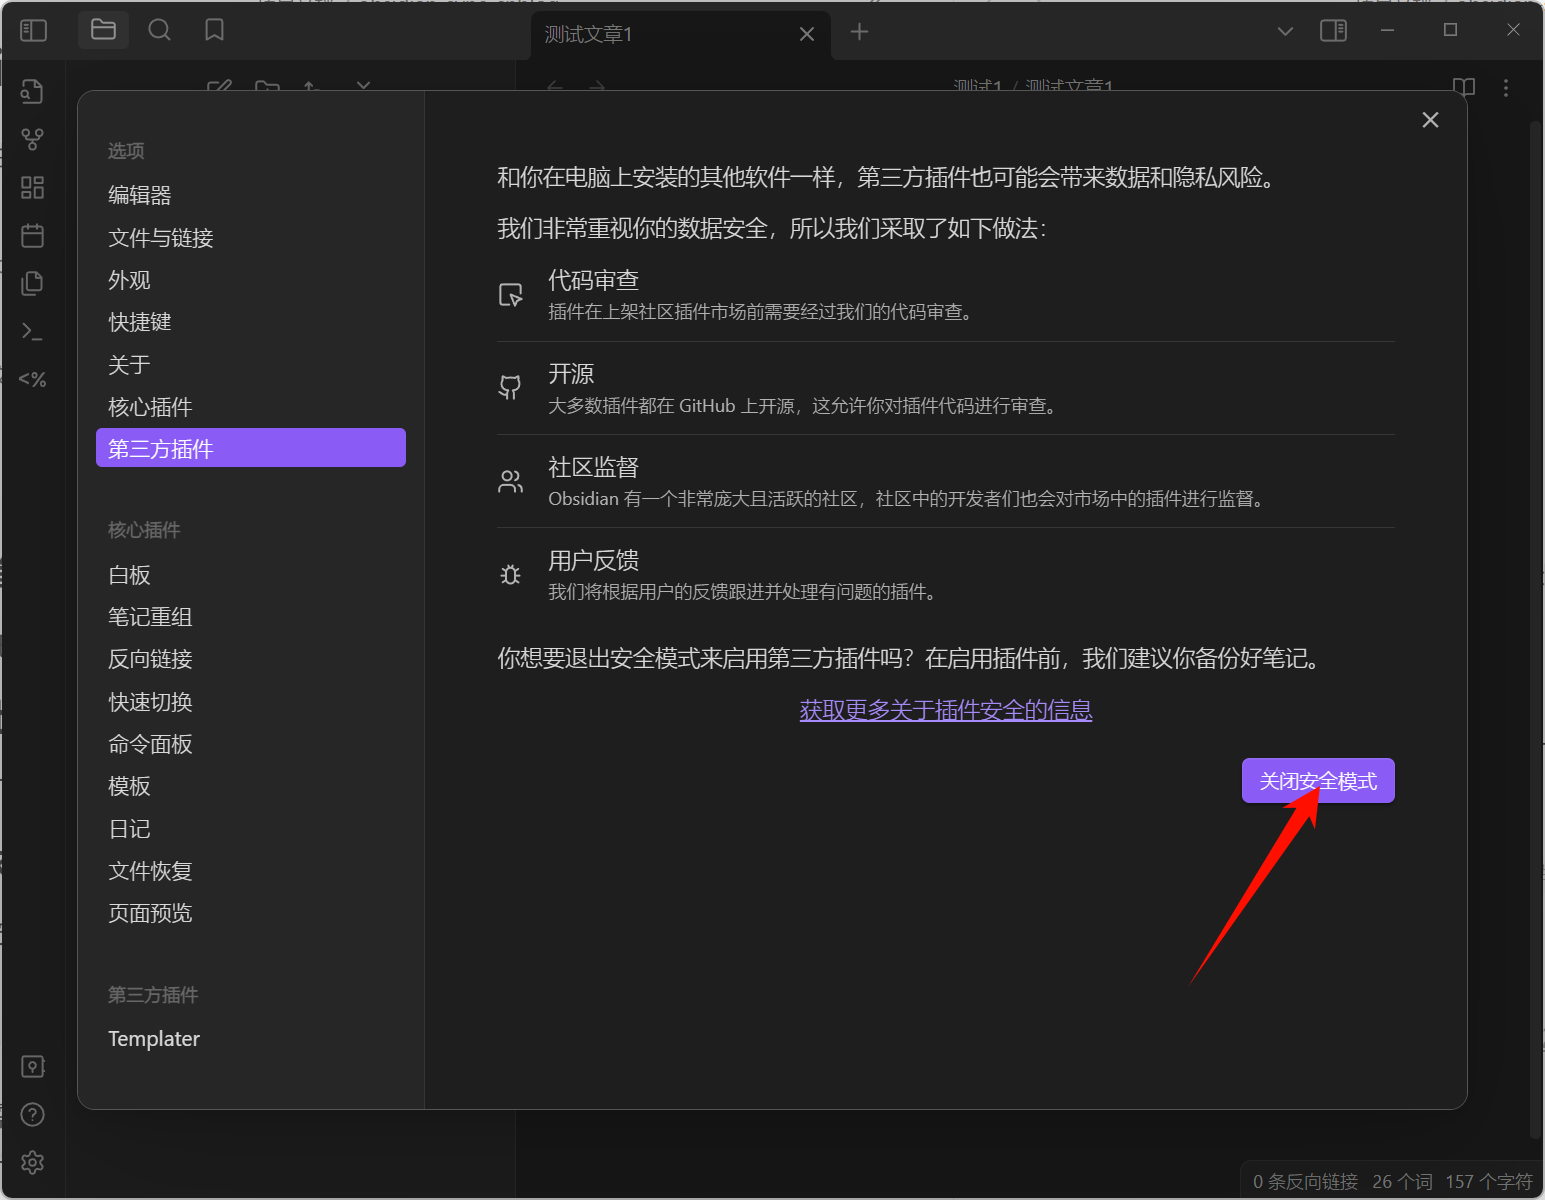 测试文章1
测试1 / 测试文章1
选项
编辑器
文件与链接
外观
快捷键
关于
核心插件
第三方插件
核心插件
白板
笔记重组
反向链接
快速切换
命令面板
模板
日记
文件恢复
页面预览
第三方插件
Templater
和你在电脑上安装的其他软件一样，第三方插件也可能会带来数据和隐私风险。
我们非常重视你的数据安全，所以我们采取了如下做法：
代码审查
插件在上架社区插件市场前需要经过我们的代码审查。
开源
大多数插件都在 GitHub 上开源，这允许你对插件代码进行审查。
社区监督
Obsidian 有一个非常庞大且活跃的社区，社区中的开发者们也会对市场中的插件进行监督。
用户反馈
我们将根据用户的反馈跟进并处理有问题的插件。
你想要退出安全模式来启用第三方插件吗？在启用插件前，我们建议你备份好笔记。
获取更多关于插件安全的信息
关闭安全模式
0 条反向链接 26 个词 157 个字符